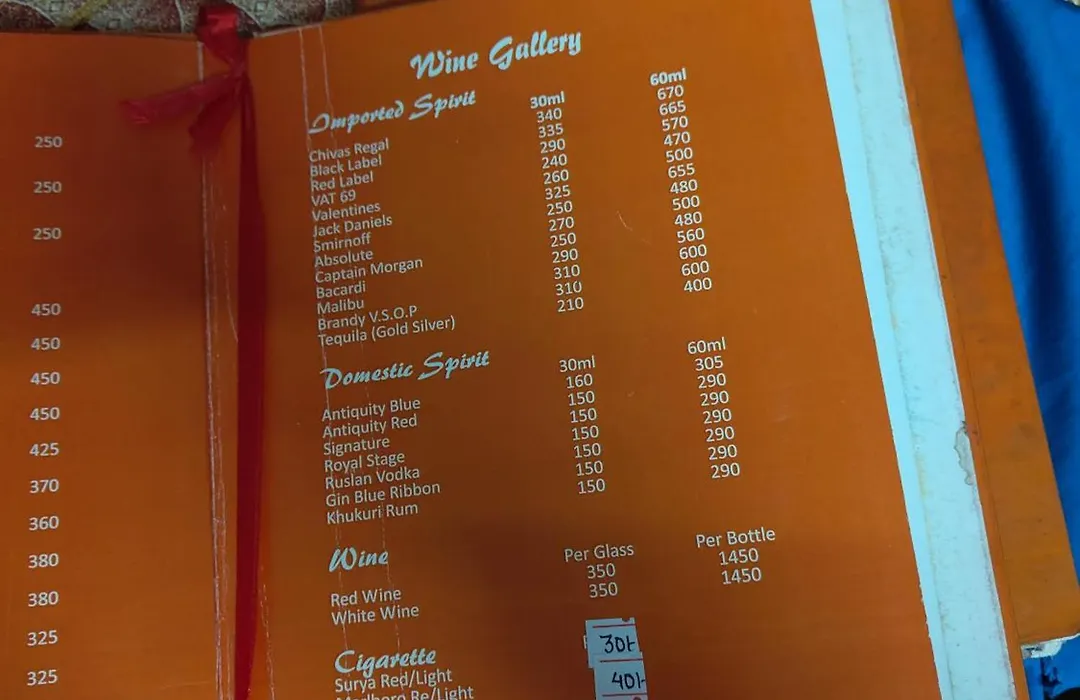 250
250
250
450
450
450
450
425
370
360
380
380
325
325
Wine Gallery
Imported Spirit 30ml 60ml
Chivas Regal 340 670
Black Label 335 665
Red Label 290 570
VAT 69 240 470
Valentines 260 500
Jack Daniels 325 655
Smirnoff 250 480
Absolute 270 500
Captain Morgan 250 480
Bacardi 290 560
Malibu 310 600
Brandy V.S.O.P 310 600
Tequila (Gold Silver) 210 400
Domestic Spirit 30ml 60ml
Antiquity Blue 160 305
Antiquity Red 150 290
Signature 150 290
Royal Stage 150 290
Ruslan Vodka 150 290
Gin Blue Ribbon 150 290
Khukuri Rum 150 290
Wine Per Glass Per Bottle
Red Wine 350 1450
White Wine 350 1450
Cigarette
Surya Red/Light 30/-
Marlboro Re/Light 40/-